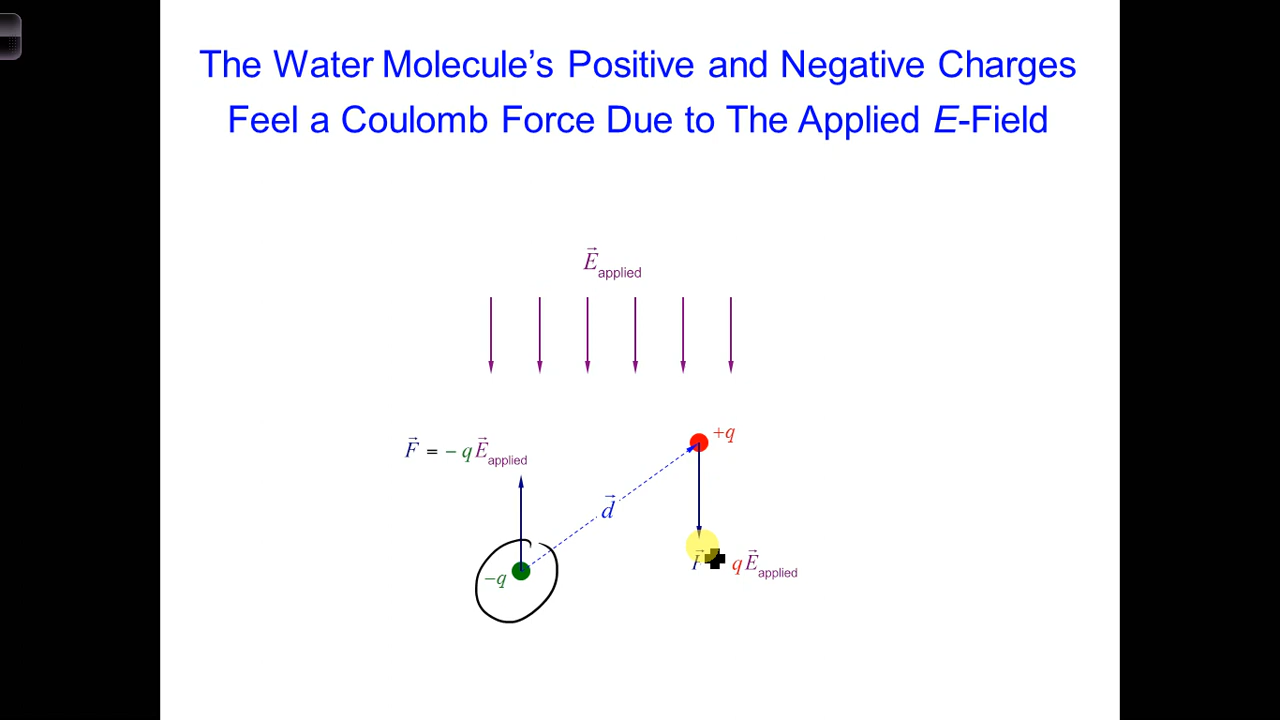 The Water Molecule’s Positive and Negative Charges
Feel a Coulomb Force Due to The Applied E-Field
E⃗applied
+q
F⃗ = − qE⃗applied
d⃗
F⃗ qE⃗applied
−q